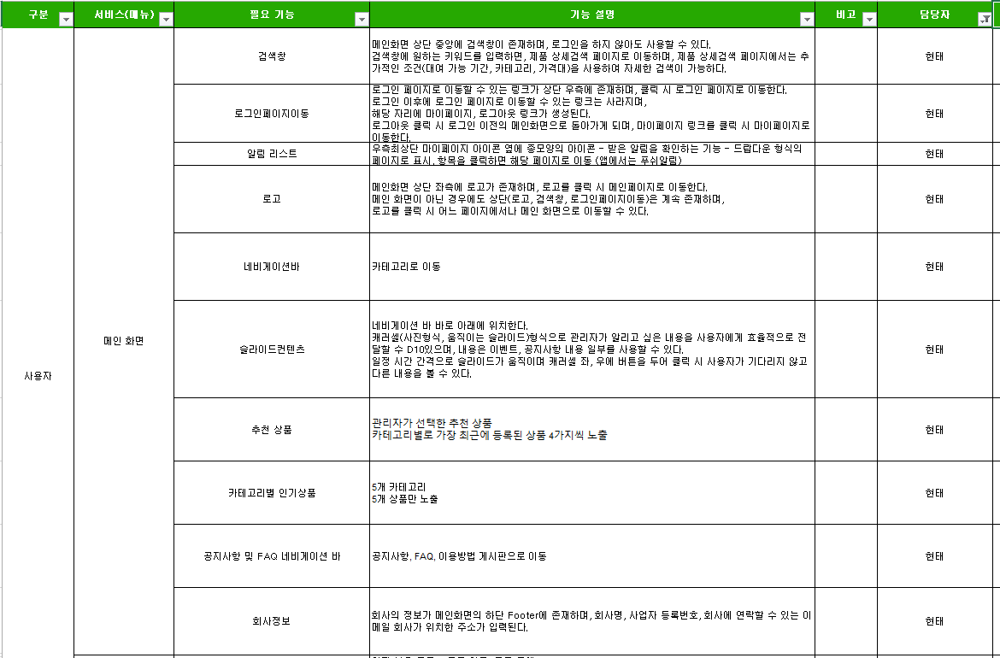 구분 서비스(메뉴) 필요 기능 기능 설명 비고 담당자
사용자
메인 화면
검색창
메인화면 상단 중앙에 검색창이 존재하며, 로그인을 하지 않아도 사용할 수 있다.
검색창에 원하는 키워드를 입력하면, 제품 상세검색 페이지로 이동하며, 제품 상세검색 페이지에서는 추
가적인 조건(대여 가능 기간, 카테고리, 가격대)을 사용하여 자세한 검색이 가능하다.
현태
로그인페이지이동
로그인 페이지로 이동할 수 있는 링크가 상단 우측에 존재하며, 클릭 시 로그인 페이지로 이동한다.
로그인 이후에 로그인 페이지로 이동할 수 있는 링크는 사라지며,
해당 자리에 마이페이지, 로그아웃 링크가 생성된다.
로그아웃 클릭 시 로그인 이전의 메인화면으로 돌아가게 되며, 마이페이지 링크를 클릭 시 마이페이지로
이동한다.
현태
알림 리스트
우측최상단 마이페이지 아이콘 옆에 종모양의 아이콘 - 받은 알림을 확인하는 기능 - 드랍다운 형식의
페이지로 표시, 항목을 클릭하면 해당 페이지로 이동 (앱에서는 푸쉬알림)
현태
로고
메인화면 상단 좌측에 로고가 존재하며, 로고를 클릭 시 메인페이지로 이동한다.
메인 화면이 아닌 경우에도 상단(로고, 검색창, 로그인페이지이동)은 계속 존재하며,
로고를 클릭 시 어느 페이지에서나 메인 화면으로 이동할 수 있다.
현태
네비게이션바
카테고리로 이동
현태
슬라이드컨텐츠
네비게이션 바 바로 아래에 위치한다.
캐러셀(사진형식, 움직이는 슬라이드)형식으로 관리자가 알리고 싶은 내용을 사용자에게 효율적으로 전
달할 수 D10있으며, 내용은 이벤트, 공지사항 내용 일부를 사용할 수 있다.
일정 시간 간격으로 슬라이드가 움직이며 캐러셀 좌, 우에 버튼을 두어 클릭 시 사용자가 기다리지 않고
다른 내용을 볼 수 있다.
현태
추천 상품
관리자가 선택한 추천 상품
카테고리별로 가장 최근에 등록된 상품 4가지씩 노출
현태
카테고리별 인기상품
5개 카테고리
5개 상품만 노출
현태
공지사항 및 FAQ 네비게이션 바
공지사항, FAQ, 이용방법 게시판으로 이동
현태
회사정보
회사의 정보가 메인화면의 하단 Footer에 존재하며, 회사명, 사업자 등록번호, 회사에 연락할 수 있는 이
메일 회사가 위치한 주소가 입력된다.
현태